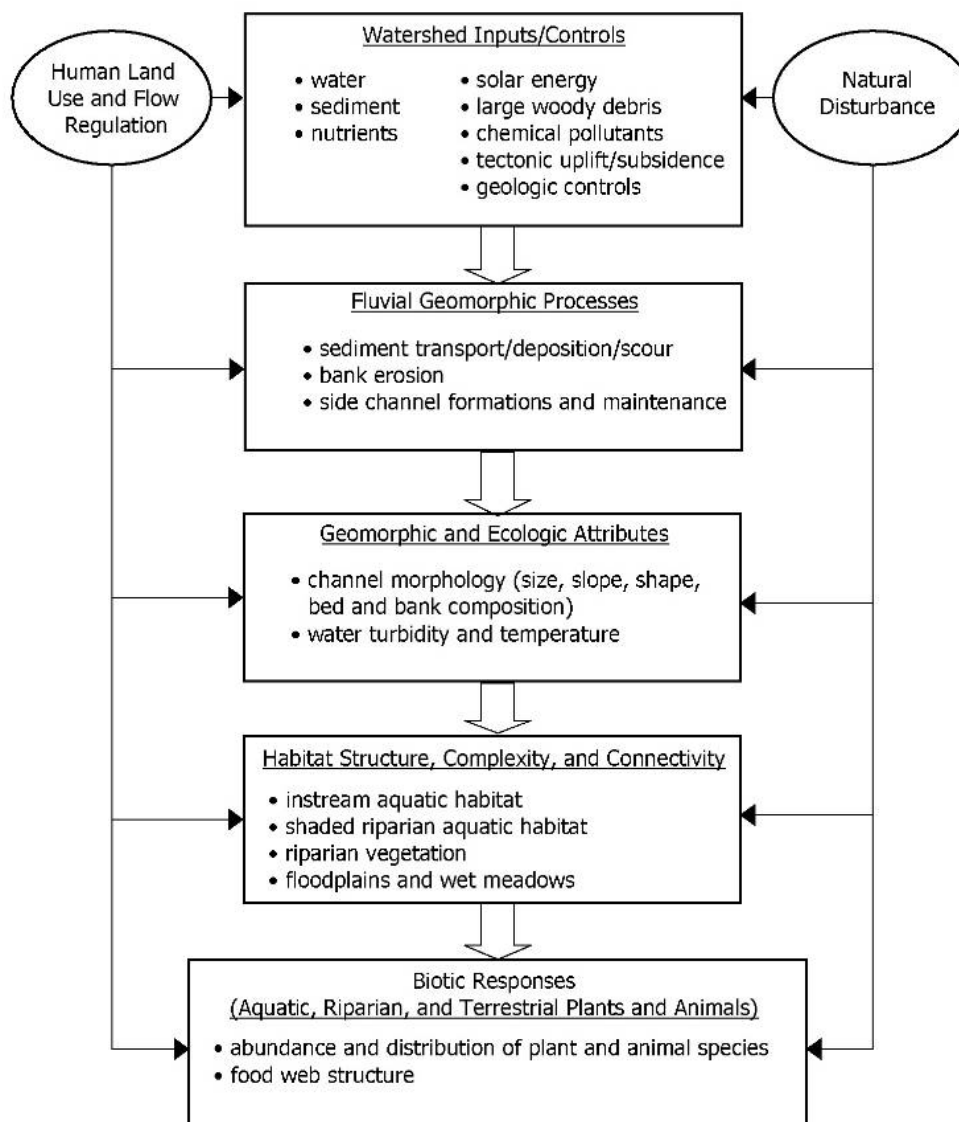 Human Land
Use and Flow
Regulation
Watershed Inputs/Controls
• water
• sediment
• nutrients
• solar energy
• large woody debris
• chemical pollutants
• tectonic uplift/subsidence
• geologic controls
Natural
Disturbance
Fluvial Geomorphic Processes
• sediment transport/deposition/scour
• bank erosion
• side channel formations and maintenance
Geomorphic and Ecologic Attributes
• channel morphology (size, slope, shape,
bed and bank composition)
• water turbidity and temperature
Habitat Structure, Complexity, and Connectivity
• instream aquatic habitat
• shaded riparian aquatic habitat
• riparian vegetation
• floodplains and wet meadows
Biotic Responses
(Aquatic, Riparian, and Terrestrial Plants and Animals)
• abundance and distribution of plant and animal species
• food web structure